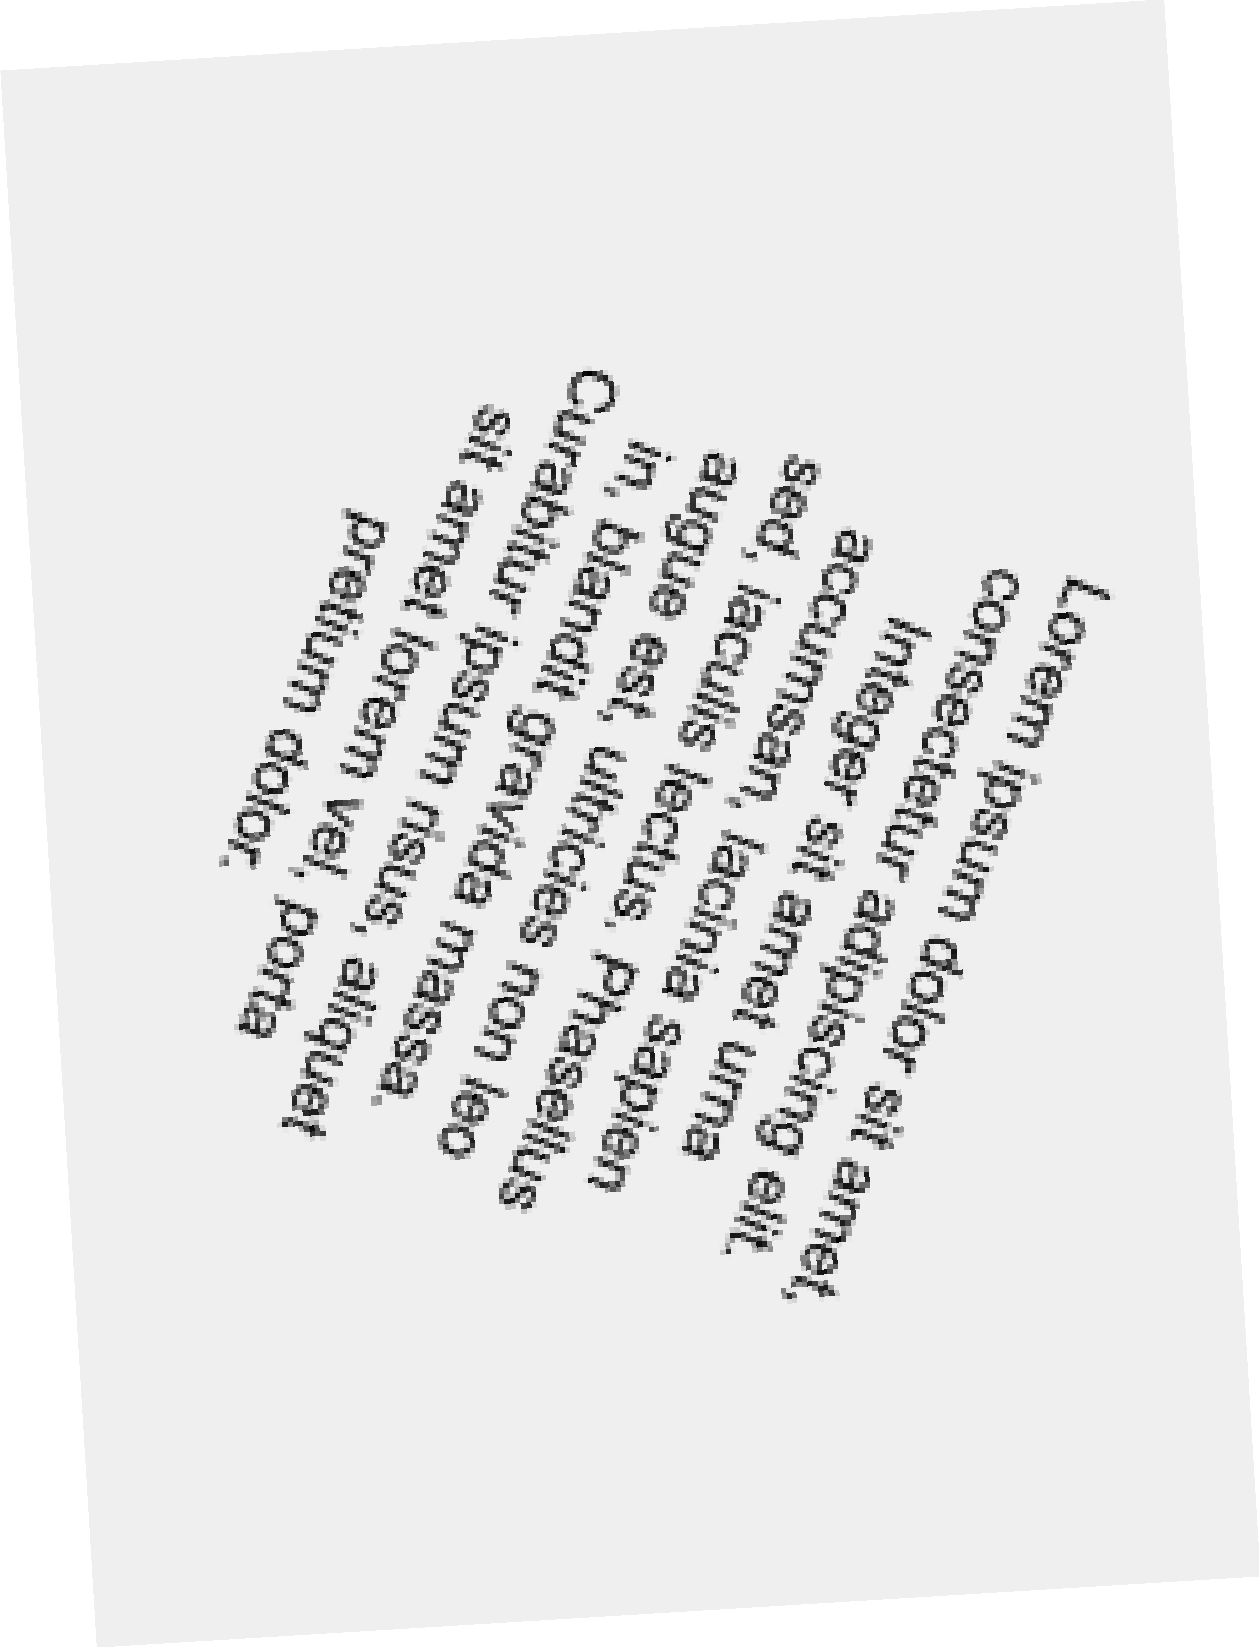 Lorem ipsum dolor sit amet,
consectetur adipiscing elit.
Integer sit amet urna
accumsan, lacinia sapien
sed, iaculis lectus. Phasellus
augue est, ultricies non leo
in, blandit gravida massa.
Curabitur ipsum risus, aliquet
sit amet lorem vel, porta
pretium dolor.